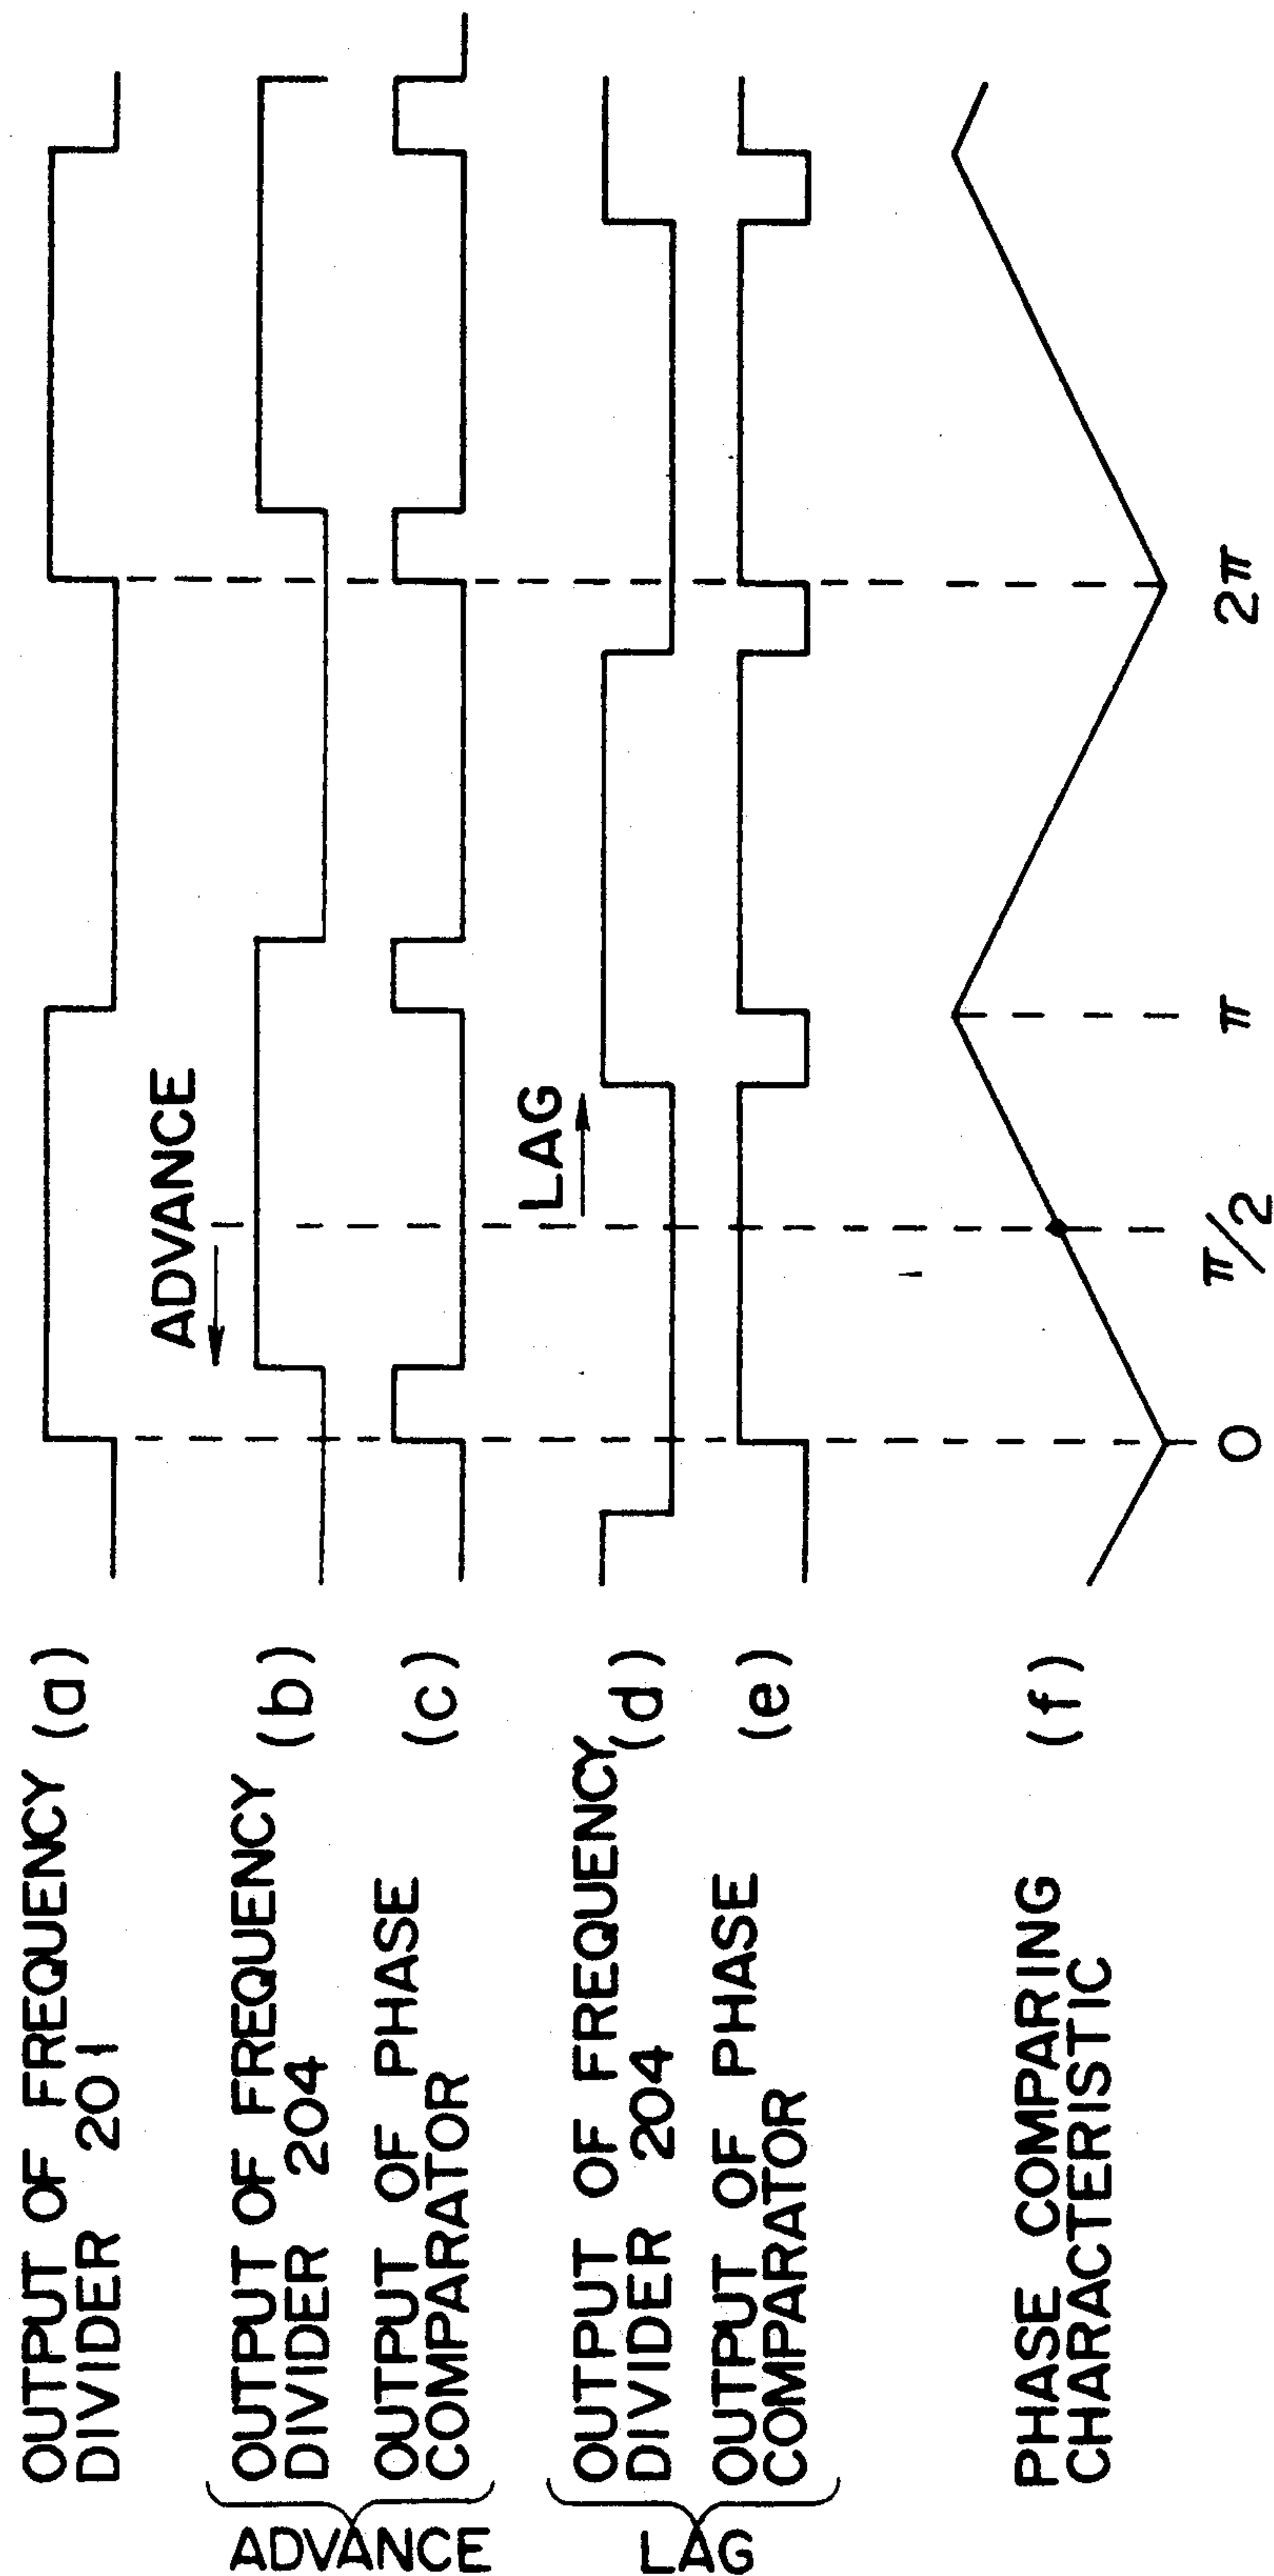 OUTPUT OF FREQUENCY
DIVIDER 201
(a)
ADVANCE
OUTPUT OF FREQUENCY
DIVIDER 204
(b)
ADVANCE
OUTPUT OF PHASE
COMPARATOR
(c)
LAG
OUTPUT OF FREQUENCY
DIVIDER 204
(d)
LAG
OUTPUT OF PHASE
COMPARATOR
(e)
PHASE COMPARING
CHARACTERISTIC
(f)
0 π/2 π 2π